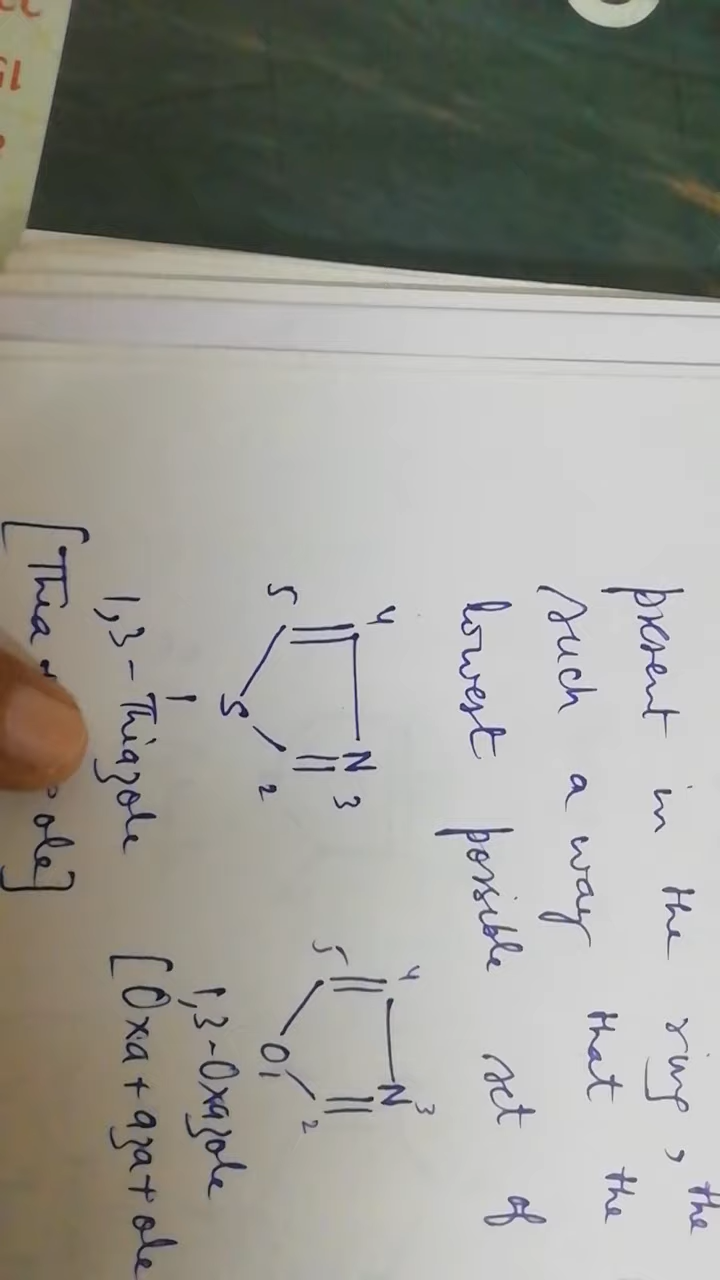 present in the ring, the
such a way that the
lowest possible set of
5 4 N 3 S 1 2
5 4 N 3 O 1 2
1,3-Thiazole
1,3-Oxazole
[Thia ole]
[Oxa + aza + ole